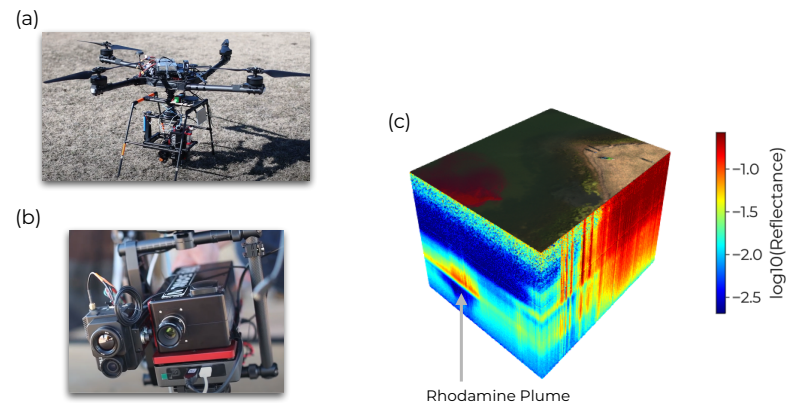 (a)
(b)
(c)
−1.0
−1.5
−2.0
−2.5
log10(Reflectance)
Rhodamine Plume